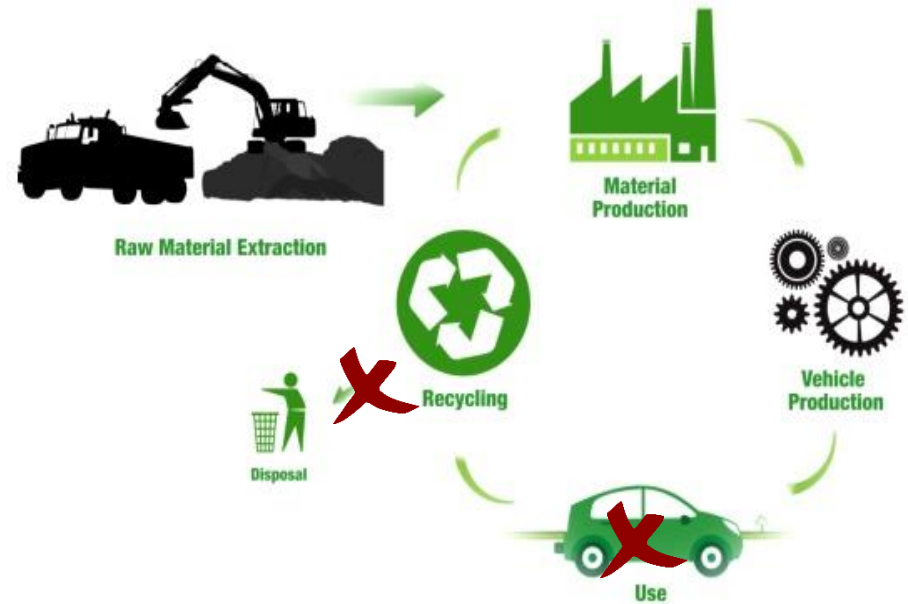 Raw Material Extraction
Material
Production
Vehicle
Production
Use
Recycling
Disposal